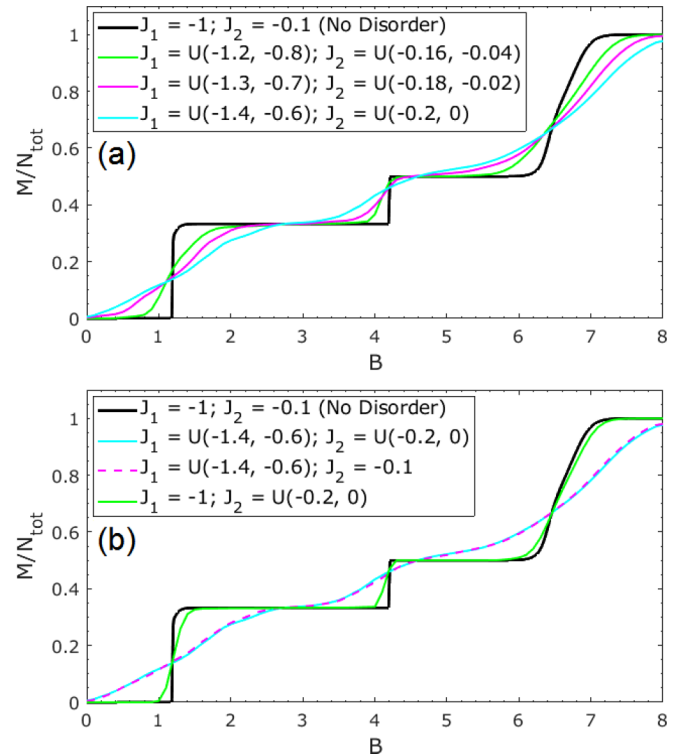 J1 = -1; J2 = -0.1 (No Disorder)
J1 = U(-1.2, -0.8); J2 = U(-0.16, -0.04)
J1 = U(-1.3, -0.7); J2 = U(-0.18, -0.02)
J1 = U(-1.4, -0.6); J2 = U(-0.2, 0)
(a)
M/Ntot
1
0.8
0.6
0.4
0.2
0
0 1 2 3 4 5 6 7 8
B
J1 = -1; J2 = -0.1 (No Disorder)
J1 = U(-1.4, -0.6); J2 = U(-0.2, 0)
J1 = U(-1.4, -0.6); J2 = -0.1
J1 = -1; J2 = U(-0.2, 0)
(b)
M/Ntot
1
0.8
0.6
0.4
0.2
0
0 1 2 3 4 5 6 7 8
B